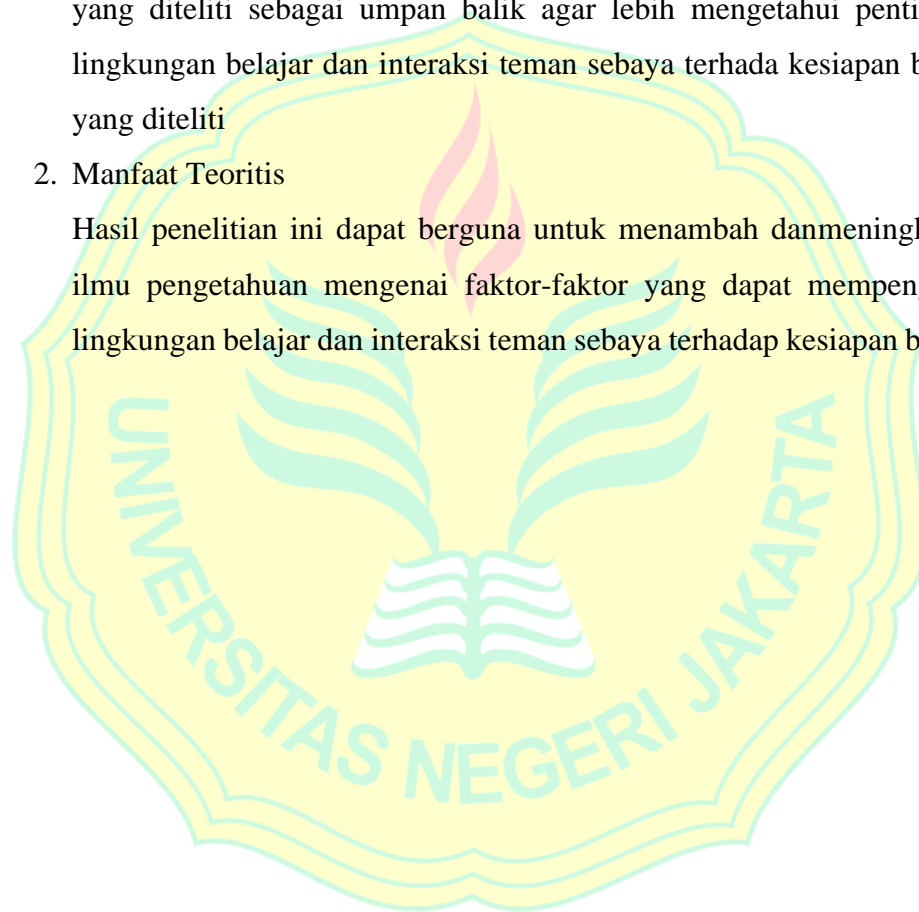 yang diteliti sebagai umpan balik agar lebih mengetahui
lingkungan belajar dan interaksi teman sebaya terhada kesiapan
yang diteliti
2. Manfaat Teoritis
Hasil penelitian ini dapat berguna untuk menambah
ilmu pengetahuan mengenai faktor-faktor yang dapat
lingkungan belajar dan interaksi teman sebaya terhadap kesiapan
UNIVERSITAS NEGERI JAKARTA